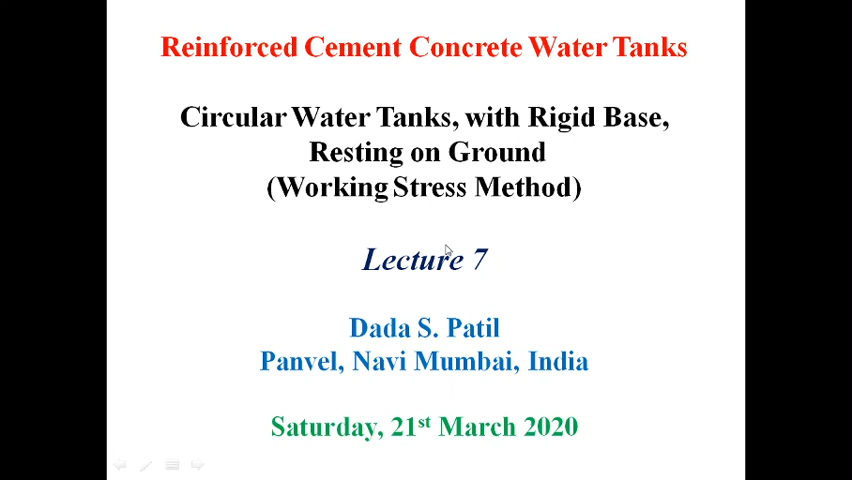 Reinforced Cement Concrete Water Tanks
Circular Water Tanks, with Rigid Base,
Resting on Ground
(Working Stress Method)
Lecture 7
Dada S. Patil
Panvel, Navi Mumbai, India
Saturday, 21st March 2020